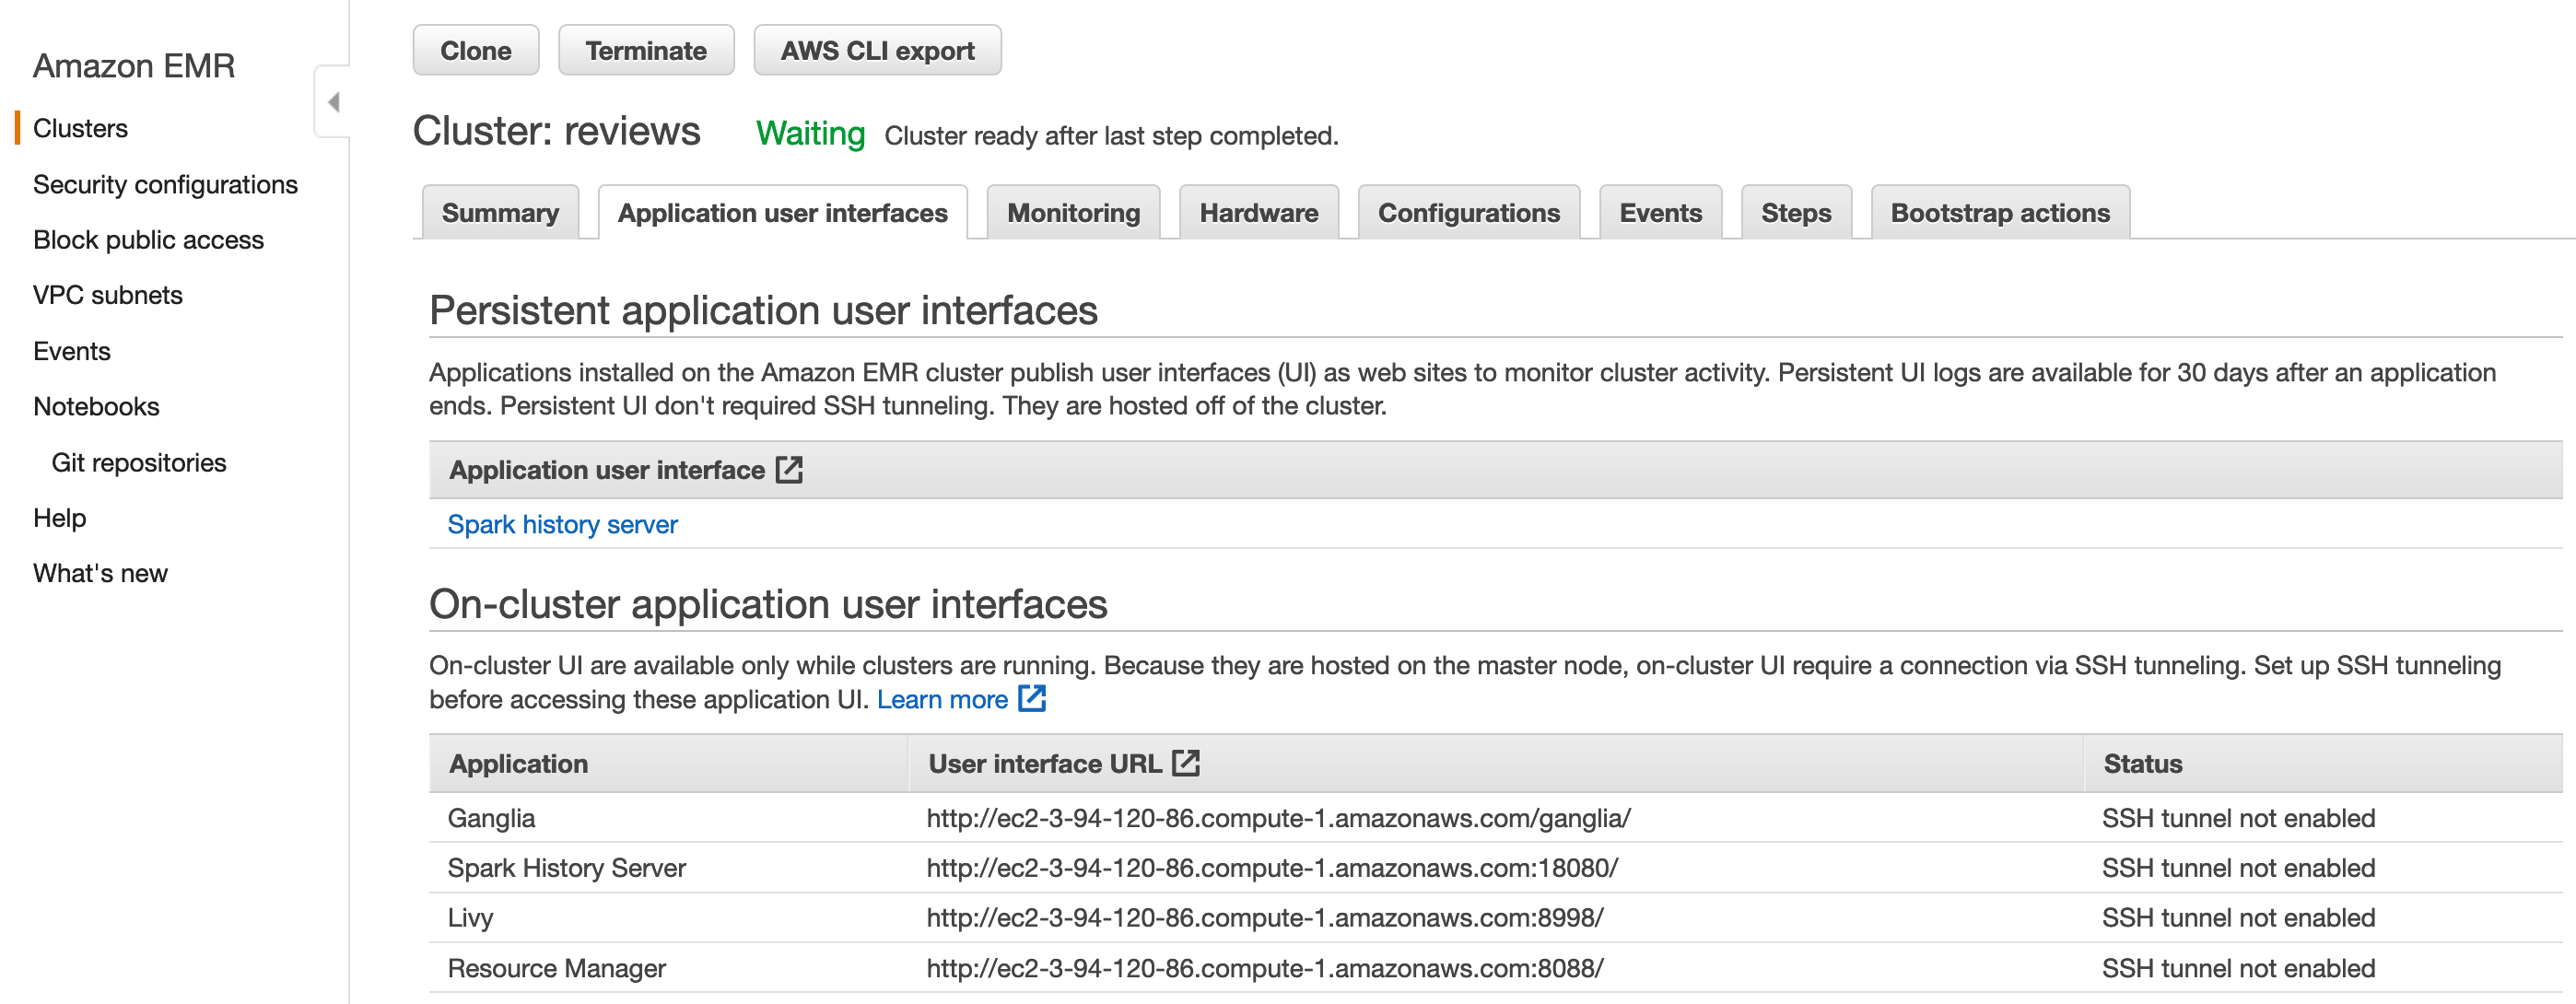 Amazon EMR
Clusters
Security configurations
Block public access
VPC subnets
Events
Notebooks
Git repositories
Help
What's new
Clone Terminate AWS CLI export
Cluster: reviews Waiting Cluster ready after last step completed.
Summary Application user interfaces Monitoring Hardware Configurations Events Steps Bootstrap actions
Persistent application user interfaces
Applications installed on the Amazon EMR cluster publish user interfaces (UI) as web sites to monitor cluster activity. Persistent UI logs are available for 30 days after an application
ends. Persistent UI don't required SSH tunneling. They are hosted off of the cluster.
Application user interface
Spark history server
On-cluster application user interfaces
On-cluster UI are available only while clusters are running. Because they are hosted on the master node, on-cluster UI require a connection via SSH tunneling. Set up SSH tunneling
before accessing these application UI. Learn more
Application User interface URL Status
Ganglia http://ec2-3-94-120-86.compute-1.amazonaws.com/ganglia/ SSH tunnel not enabled
Spark History Server http://ec2-3-94-120-86.compute-1.amazonaws.com:18080/ SSH tunnel not enabled
Livy http://ec2-3-94-120-86.compute-1.amazonaws.com:8998/ SSH tunnel not enabled
Resource Manager http://ec2-3-94-120-86.compute-1.amazonaws.com:8088/ SSH tunnel not enabled